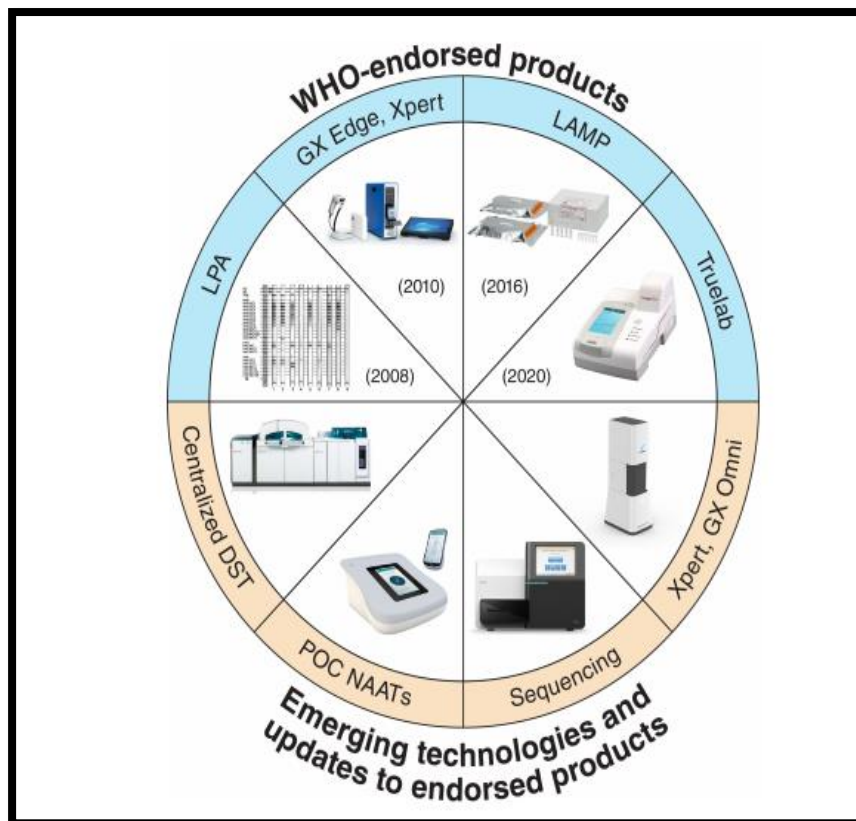 WHO-endorsed products
GX Edge, Xpert
LAMP
LPA
Truelab
(2010)
(2016)
(2008)
(2020)
Centralized DST
Xpert, GX Omni
POC NAATs
Sequencing
Emerging technologies and
updates to endorsed products